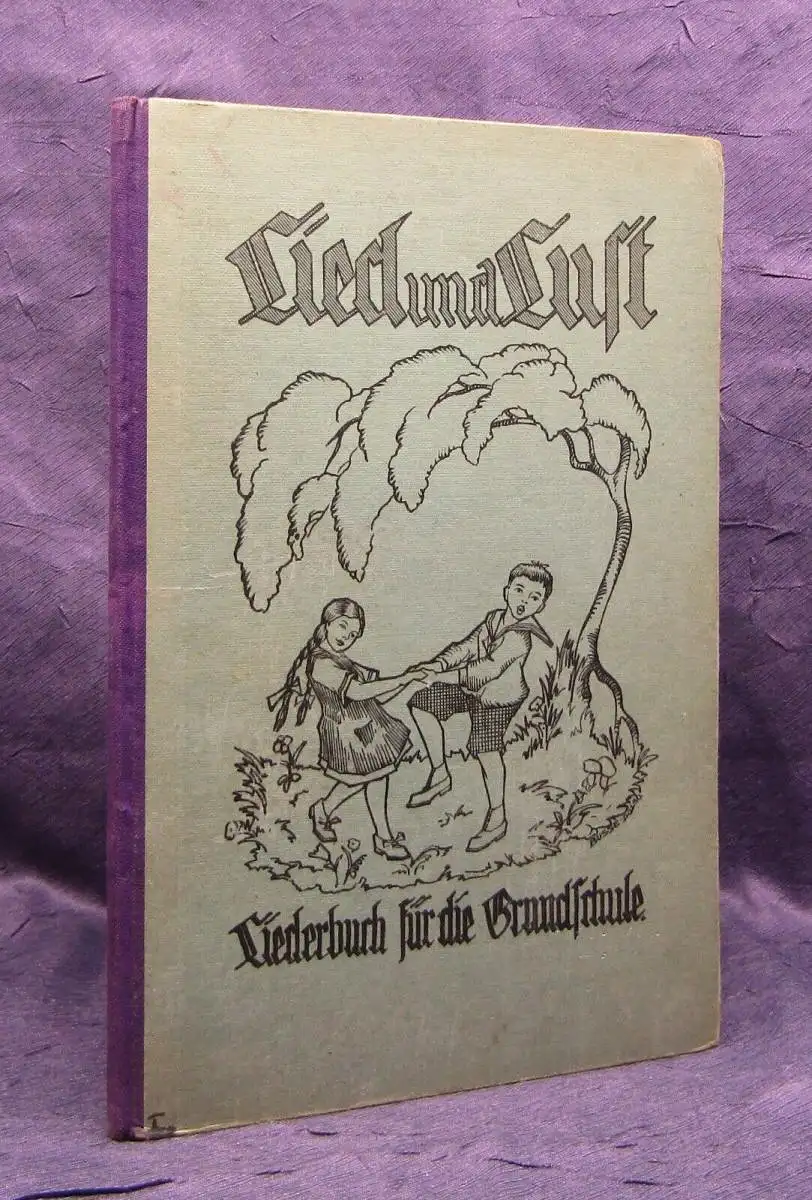 Lied und Lust
Liederbuch für die Grundschule.
I.